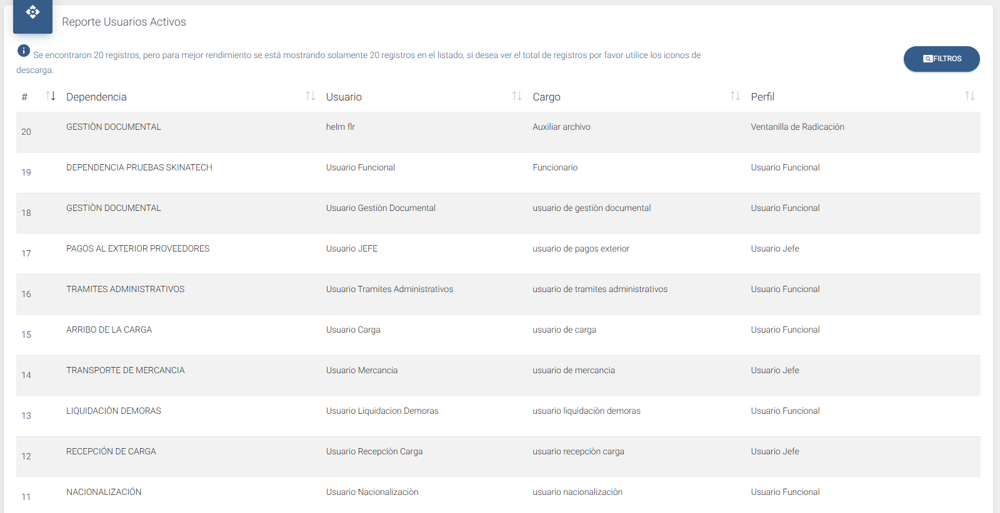 Reporte Usuarios Activos
Se encontraron 20 registros, pero para mejor rendimiento se está mostrando solamente 20 registros en el listado, si desea ver el total de registros por favor utilice los iconos de
descarga.
FILTROS
# Dependencia Usuario Cargo Perfil
20 GESTIÒN DOCUMENTAL helm flr Auxiliar archivo Ventanilla de Radicación
19 DEPENDENCIA PRUEBAS SKINATECH Usuario Funcional Funcionario Usuario Funcional
18 GESTIÒN DOCUMENTAL Usuario Gestiòn Documental usuario de gestiòn documental Usuario Funcional
17 PAGOS AL EXTERIOR PROVEEDORES Usuario JEFE usuario de pagos exterior Usuario Jefe
16 TRAMITES ADMINISTRATIVOS Usuario Tramites Administrativos usuario de tramites administrativos Usuario Funcional
15 ARRIBO DE LA CARGA Usuario Carga usuario de carga Usuario Funcional
14 TRANSPORTE DE MERCANCIA Usuario Mercancia usuario de mercancia Usuario Jefe
13 LIQUIDACIÒN DEMORAS Usuario Liquidacion Demoras usuario liquidaciòn demoras Usuario Funcional
12 RECEPCIÓN DE CARGA Usuario Recepciòn Carga usuario recepciòn carga Usuario Jefe
11 NACIONALIZACIÓN Usuario Nacionalizaciòn usuario nacionalizaciòn Usuario Funcional